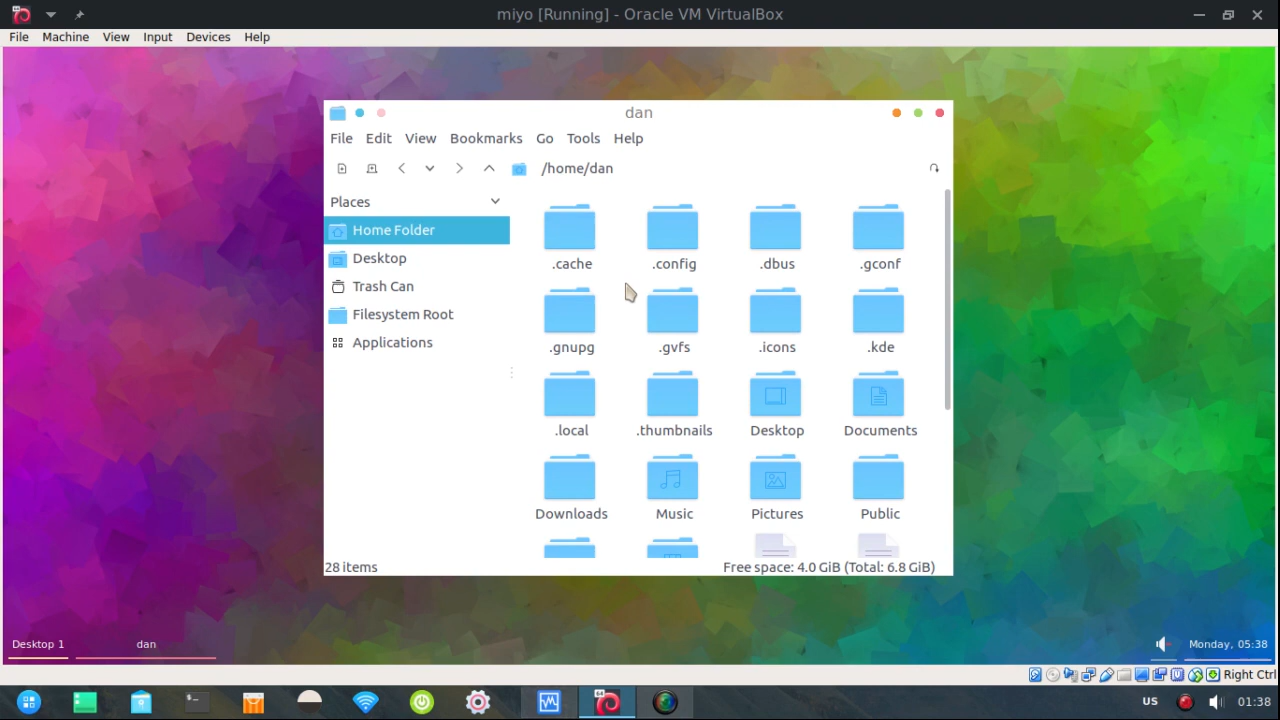 miyo [Running] - Oracle VM VirtualBox
File Machine View Input Devices Help
dan
File Edit View Bookmarks Go Tools Help
/home/dan
Places
Home Folder
Desktop
Trash Can
Filesystem Root
Applications
.cache .config .dbus .gconf
.gnupg .gvfs .icons .kde
.local .thumbnails Desktop Documents
Downloads Music Pictures Public
28 items Free space: 4.0 GiB (Total: 6.8 GiB)
Desktop 1 dan Monday, 05:38
Right Ctrl
US 01:38